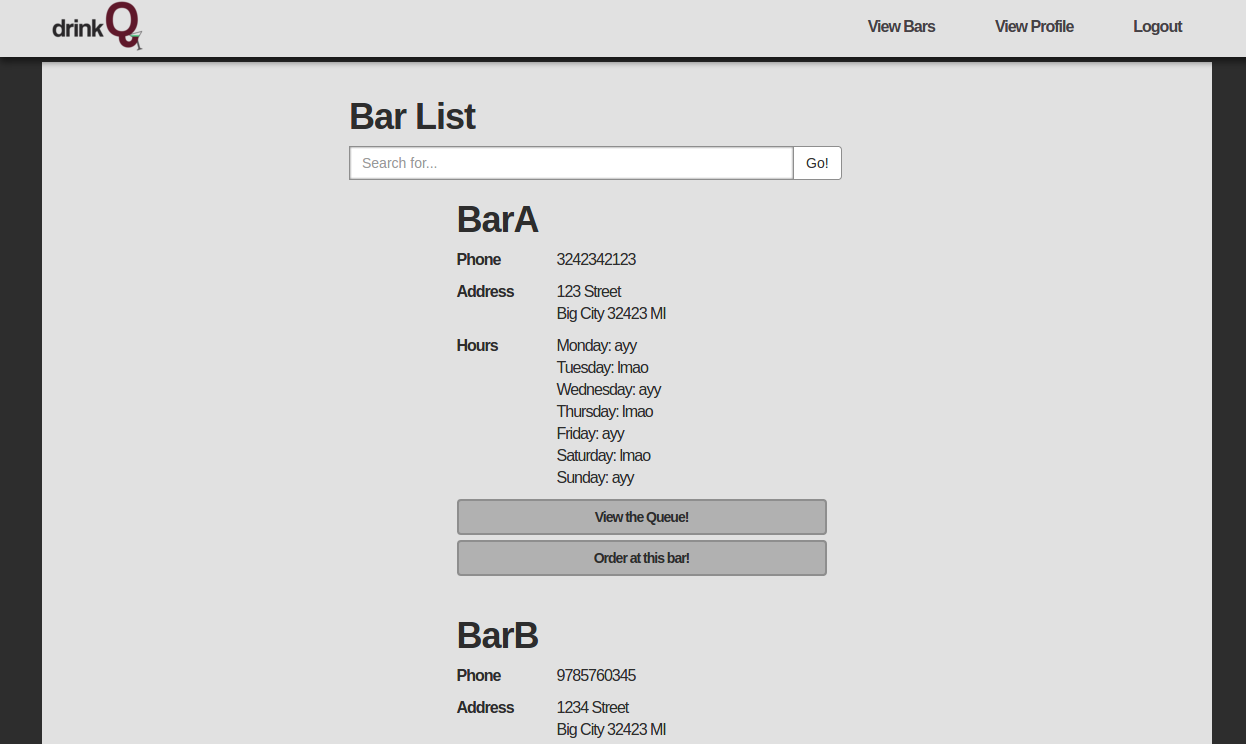 drinkQ
View Bars View Profile Logout
Bar List
Search for... Go!
BarA
Phone 3242342123
Address 123 Street
Big City 32423 MI
Hours Monday: ayy
Tuesday: lmao
Wednesday: ayy
Thursday: lmao
Friday: ayy
Saturday: lmao
Sunday: ayy
View the Queue!
Order at this bar!
BarB
Phone 9785760345
Address 1234 Street
Big City 32423 MI